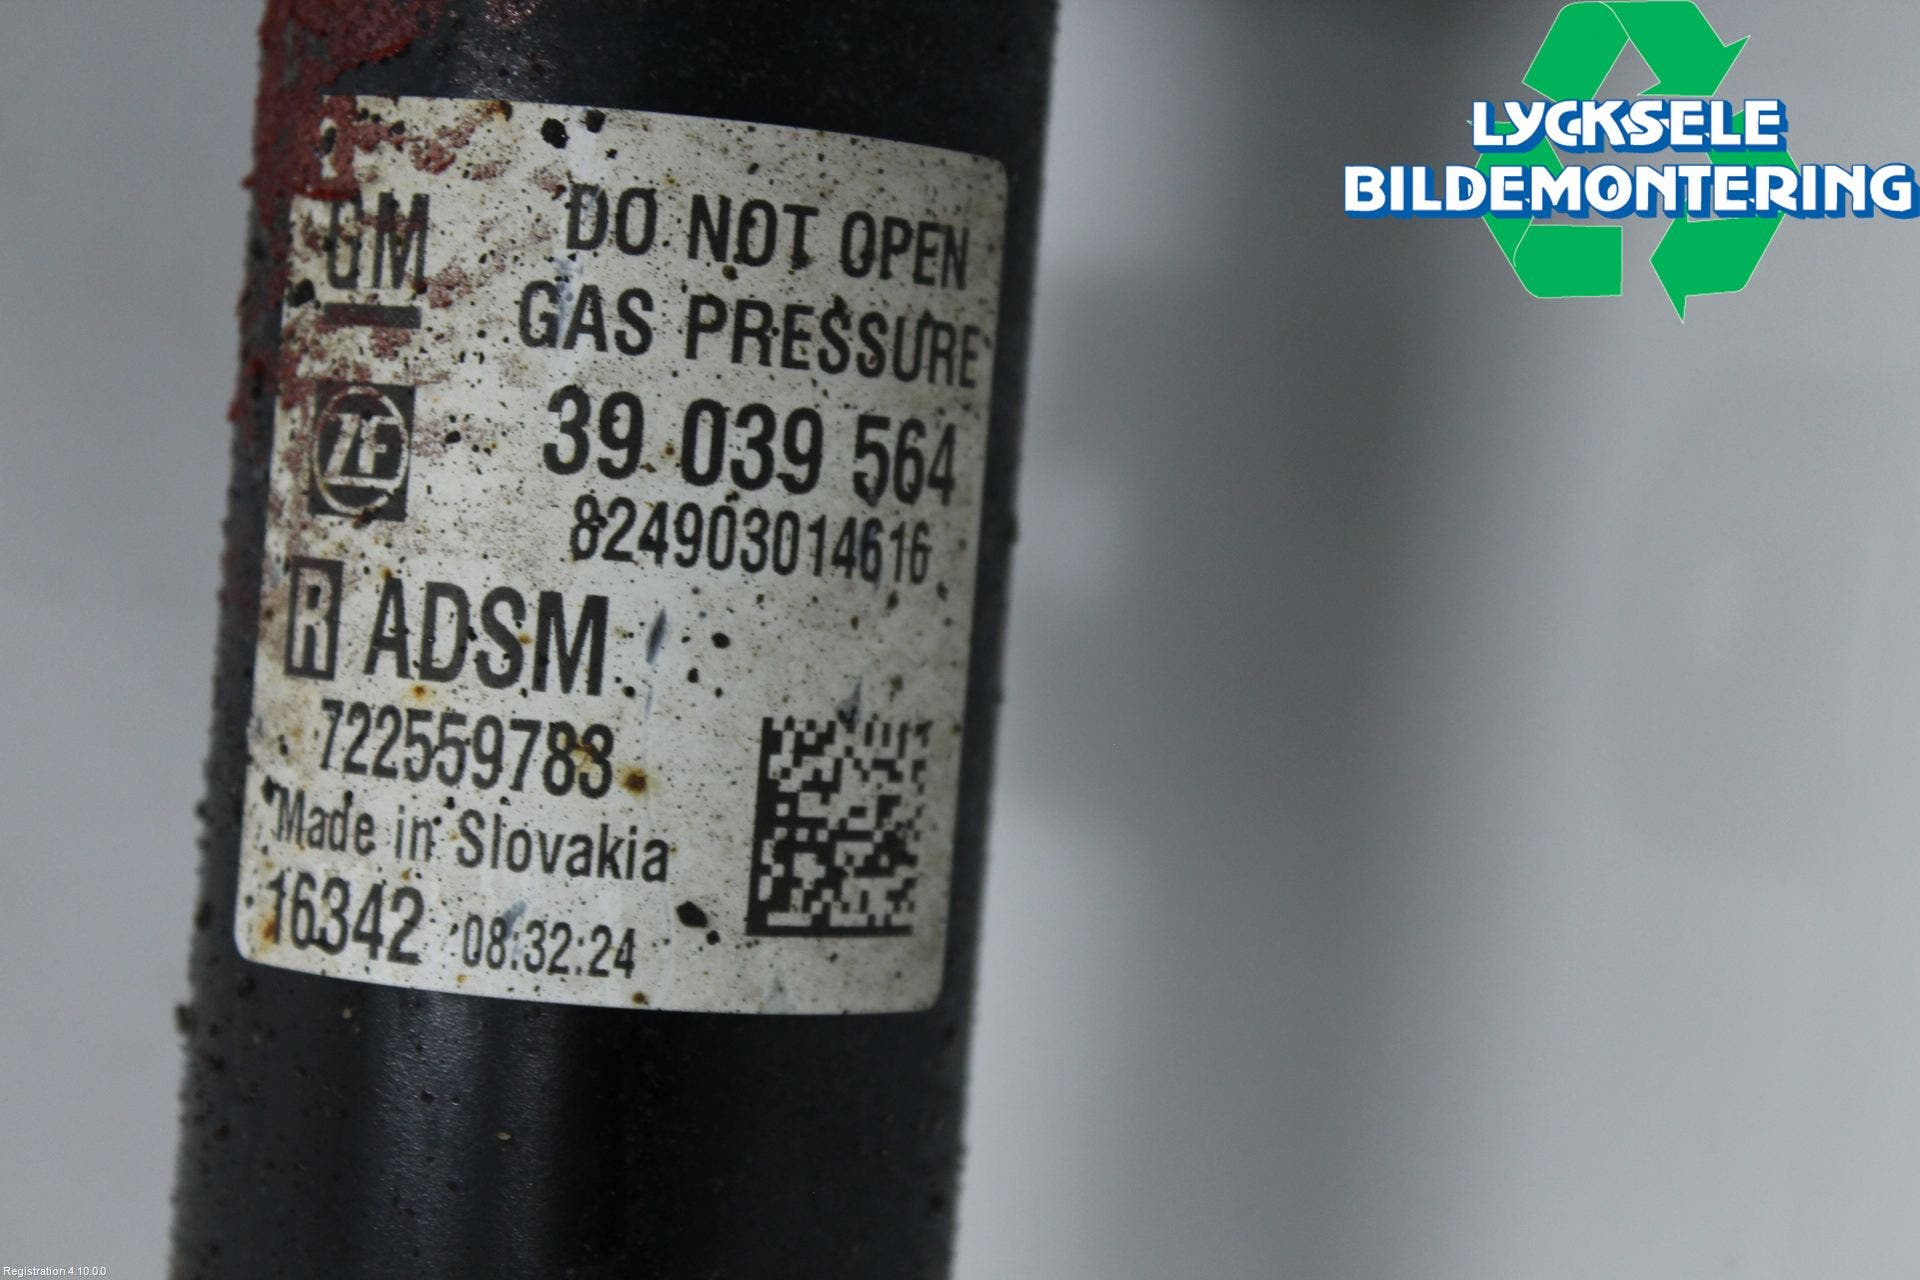 LYCKSELE
BILDEMONTERING
GM
DO NOT OPEN
GAS PRESSURE
ZF
39 039 564
824903014616
R ADSM
722559783
Made in Slovakia
16342 08:32:24
Registration 4.10.0.0